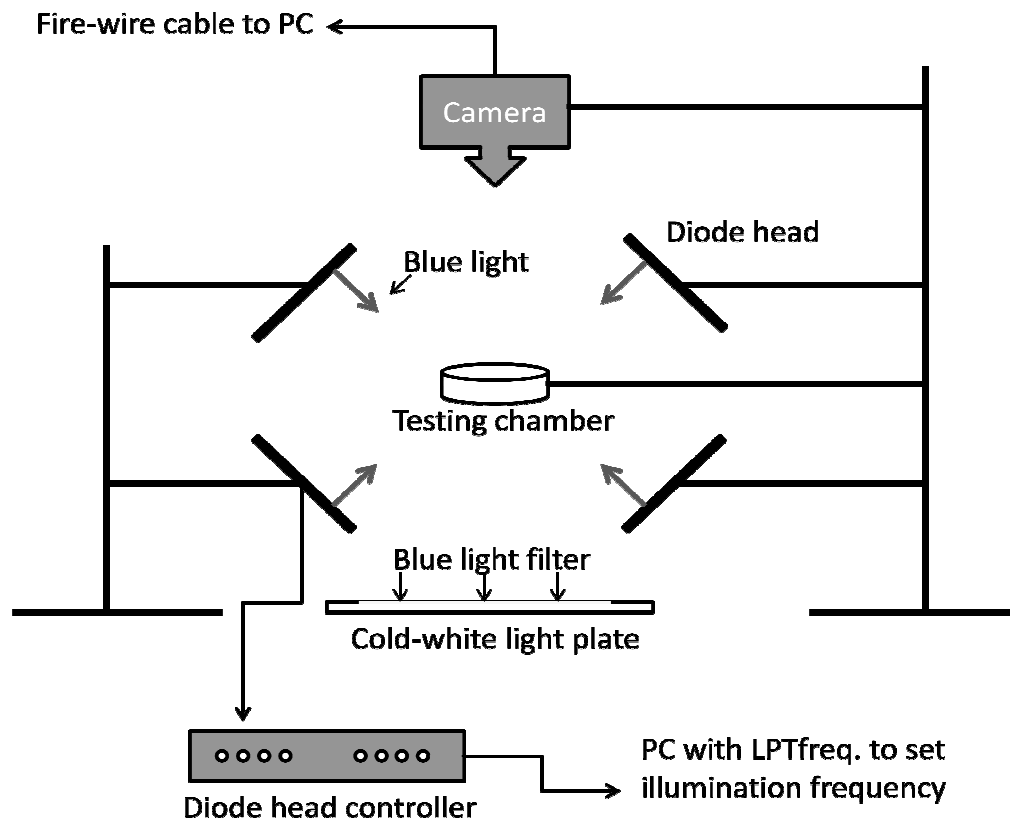 Fire-wire cable to PC
Camera
Diode head
Blue light
Testing chamber
Blue light filter
Cold-white light plate
PC with LPTfreq. to set
illumination frequency
Diode head controller